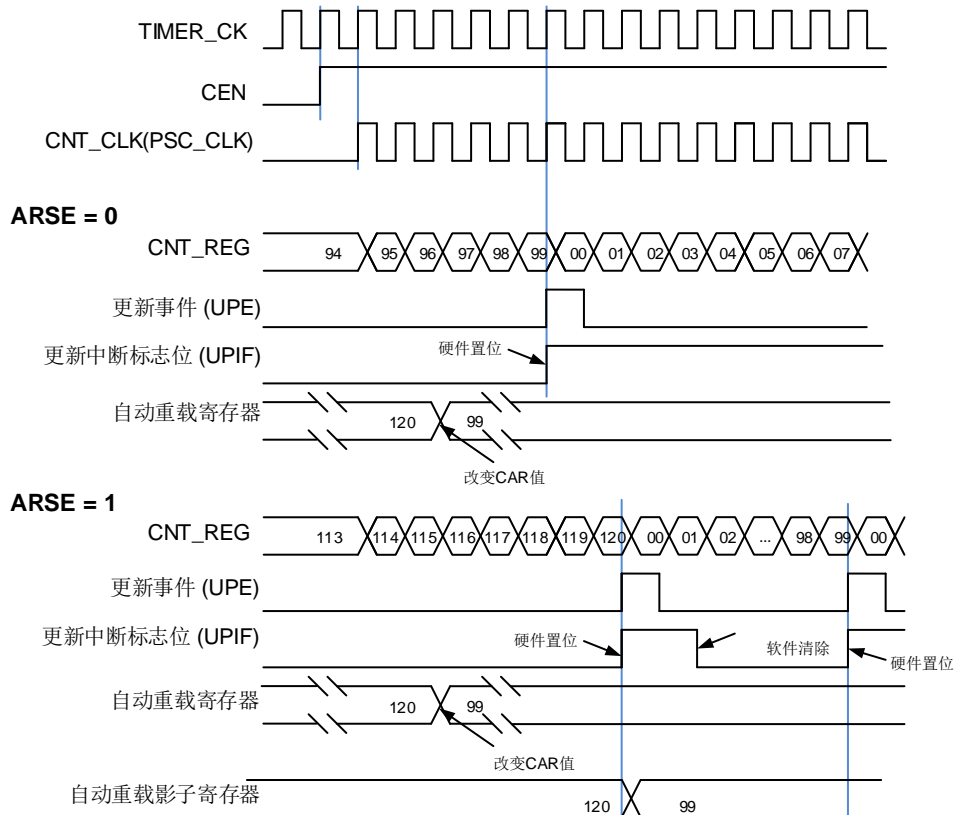 TIMER_CK
CEN
CNT_CLK(PSC_CLK)
ARSE = 0
CNT_REG 94 95 96 97 98 99 00 01 02 03 04 05 06 07
更新事件 (UPE)
更新中断标志位 (UPIF) 硬件置位
自动重载寄存器 120 99
改变CAR值
ARSE = 1
CNT_REG 113 114 115 116 117 118 119 120 00 01 02 ... 98 99 00
更新事件 (UPE)
更新中断标志位 (UPIF) 硬件置位 软件清除 硬件置位
自动重载寄存器 120 99
改变CAR值
自动重载影子寄存器 120 99